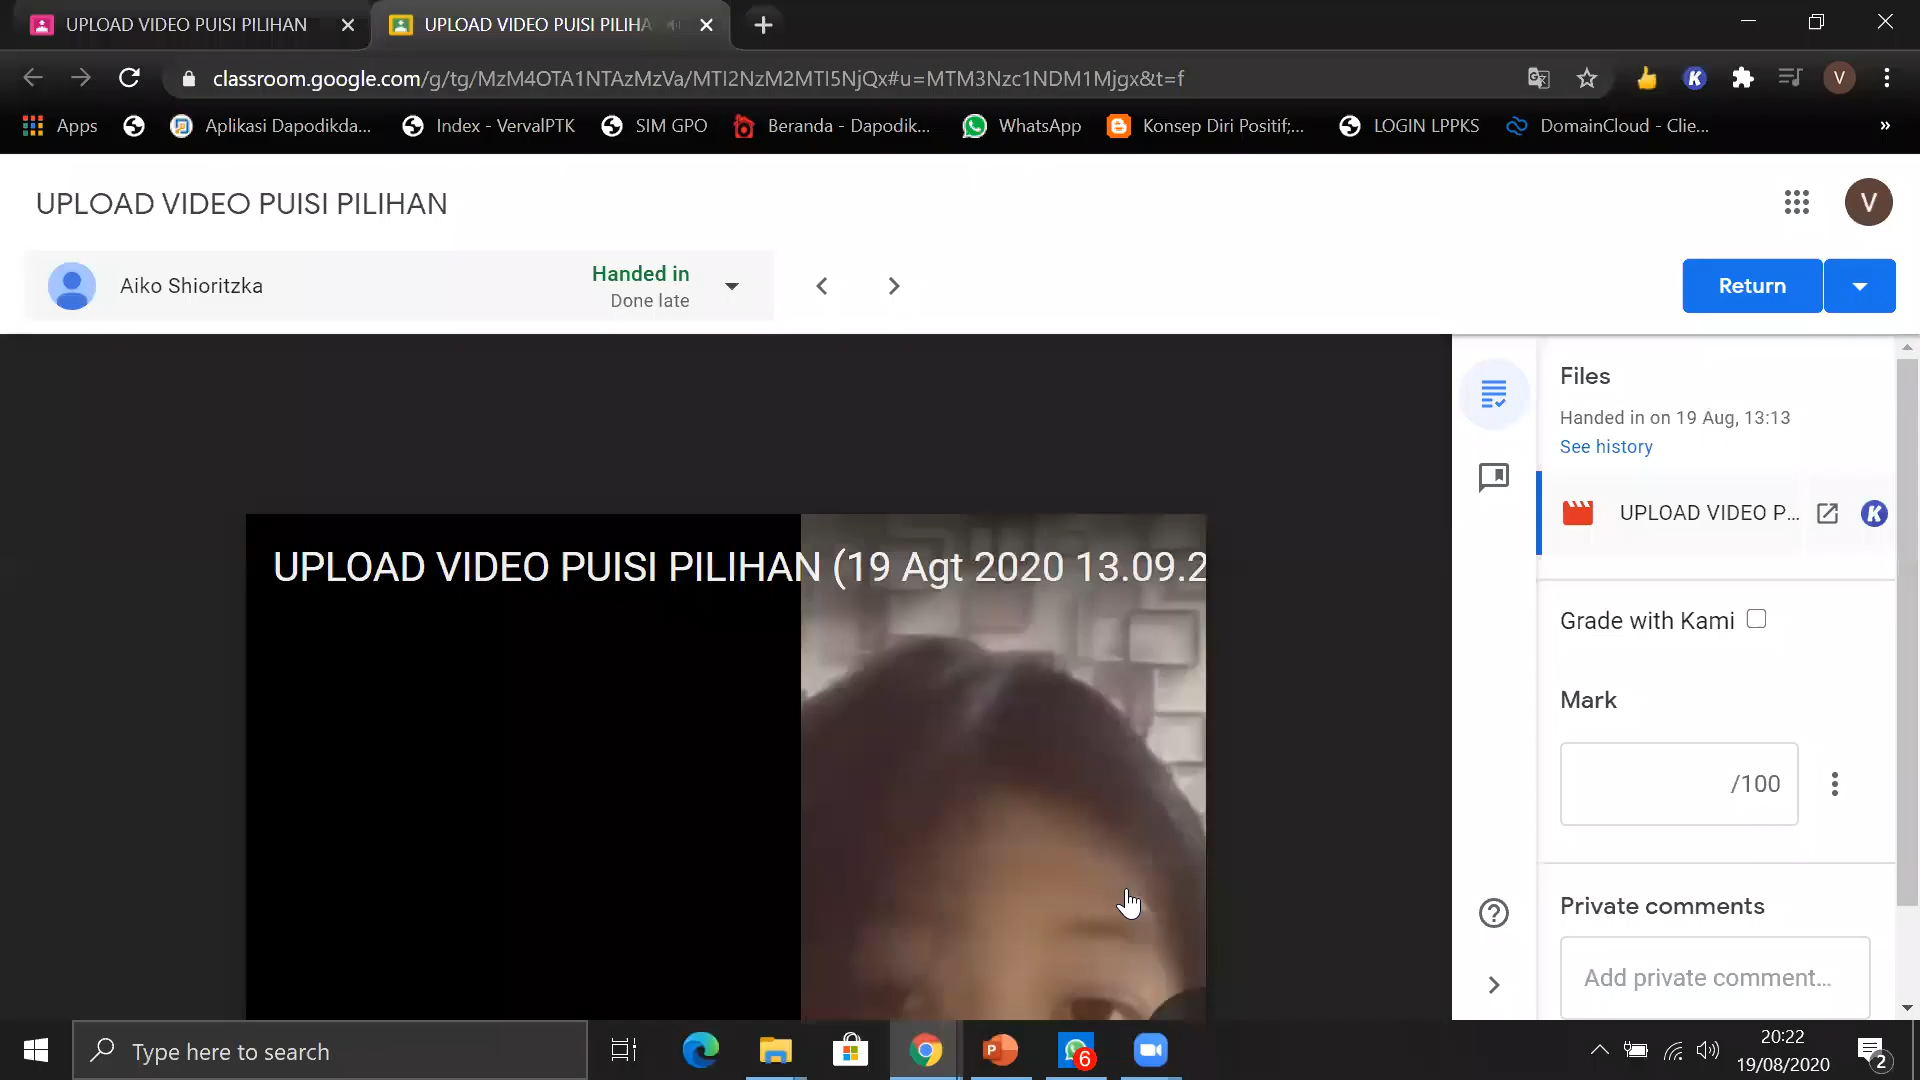 UPLOAD VIDEO PUISI PILIHAN
UPLOAD VIDEO PUISI PILIHA
classroom.google.com/g/tg/MzM4OTA1NTAzMzVa/MTI2NzM2MTI5NjQx#u=MTM3Nzc1NDM1Mjgx&t=f
V
Apps
Aplikasi Dapodikda...
Index - VervalPTK
SIM GPO
Beranda - Dapodik...
WhatsApp
Konsep Diri Positif;...
LOGIN LPPKS
DomainCloud - Clie...
»
UPLOAD VIDEO PUISI PILIHAN
V
Aiko Shioritzka
Handed in
Done late
Return
Files
Handed in on 19 Aug, 13:13
See history
UPLOAD VIDEO P...
K
UPLOAD VIDEO PUISI PILIHAN (19 Agt 2020 13.09.2
Grade with Kami
Mark
/100
Private comments
Add private comment...
Type here to search
6
20:22
19/08/2020
2